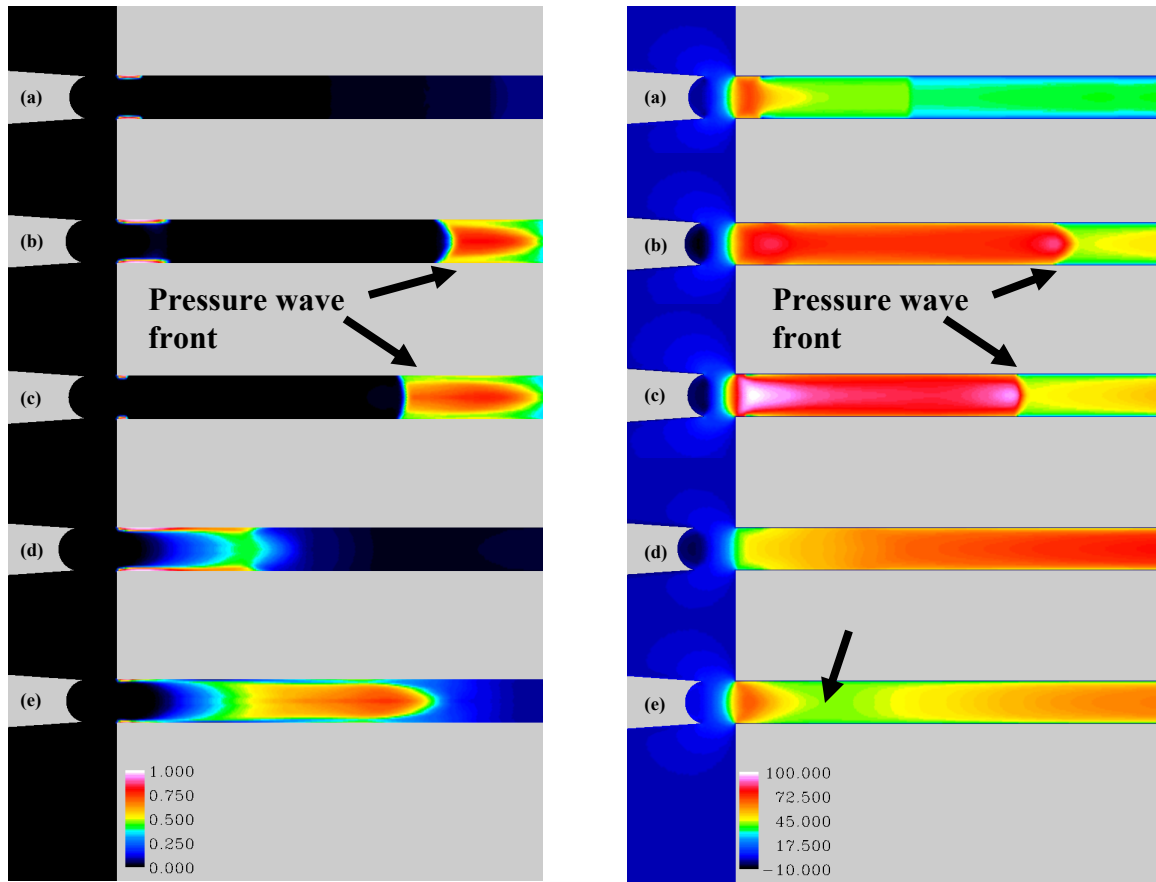 (a)
(b)
Pressure wave
front
(c)
(d)
(e)
1.000
0.750
0.500
0.250
0.000
(a)
(b)
Pressure wave
front
(c)
(d)
(e)
100.000
72.500
45.000
17.500
−10.000